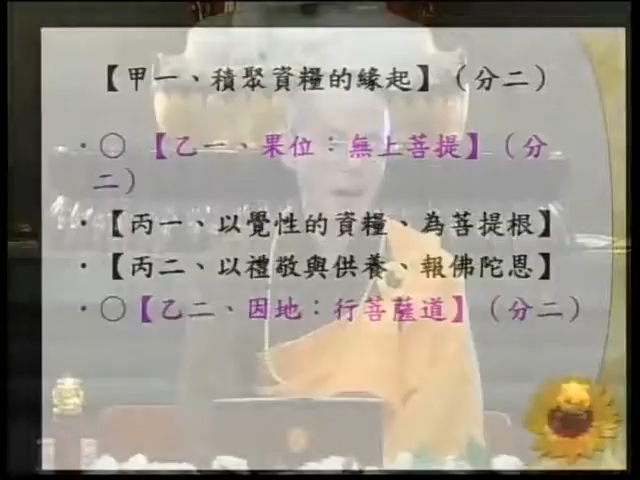 【甲一、積聚資糧的緣起】（分二）
·○ 【乙一、果位：無上菩提】（分
二）
·【丙一、以覺性的資糧、為菩提根】
·【丙二、以禮敬與供養、報佛陀恩】
·○【乙二、因地：行菩薩道】（分二）